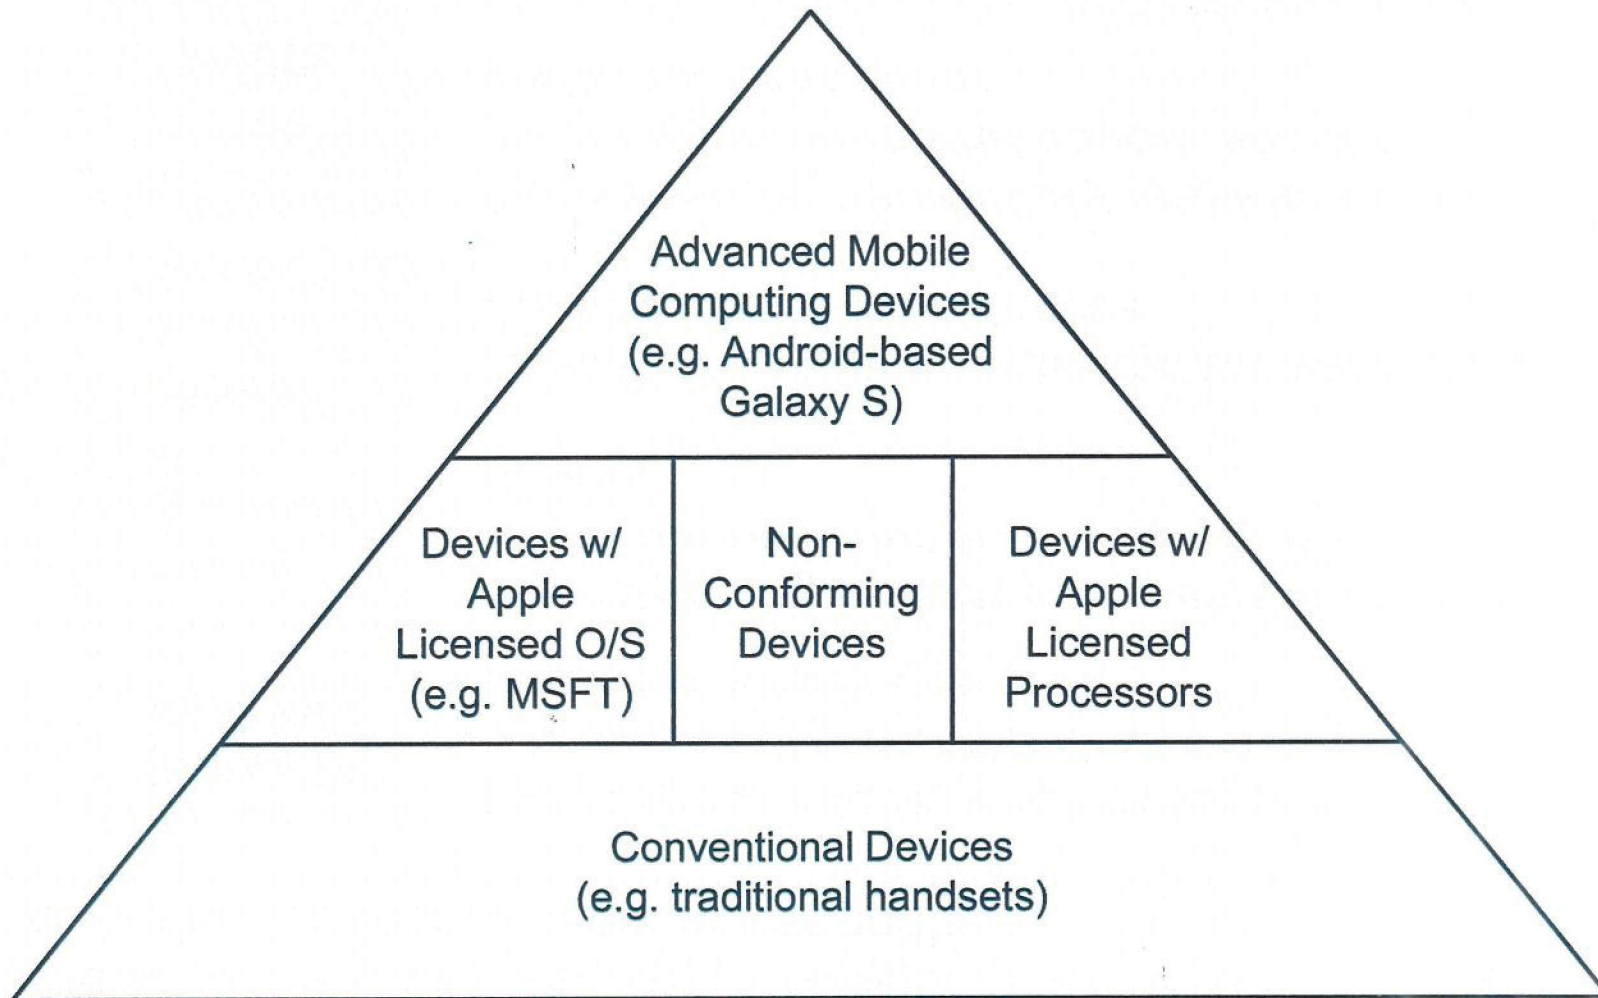 Advanced Mobile
Computing Devices
(e.g. Android-based
Galaxy S)
Devices w/
Apple
Licensed O/S
(e.g. MSFT)
Non-
Conforming
Devices
Devices w/
Apple
Licensed
Processors
Conventional Devices
(e.g. traditional handsets)